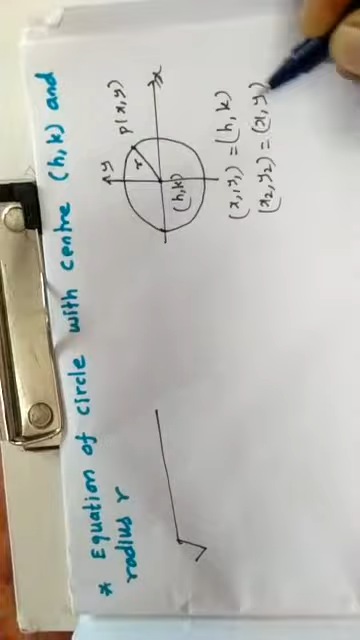 * Equation of circle with centre (h,k) and
radius r
y
x
P(x,y)
r
(h,k)
(x₁,y₁) = (h,k)
(x₂,y₂) = (x,y)